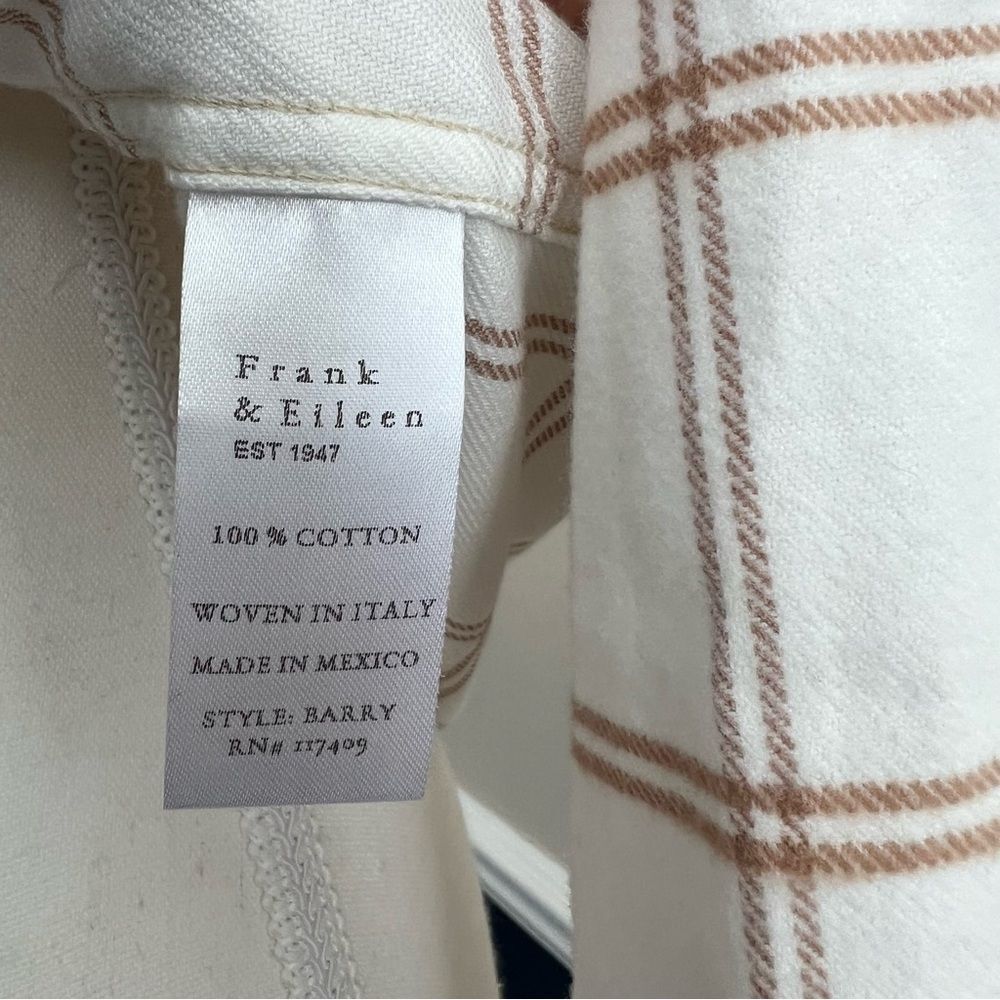 Frank
& Eileen
EST 1947
100 % COTTON
WOVEN IN ITALY
MADE IN MEXICO
STYLE: BARRY
RN# 117409